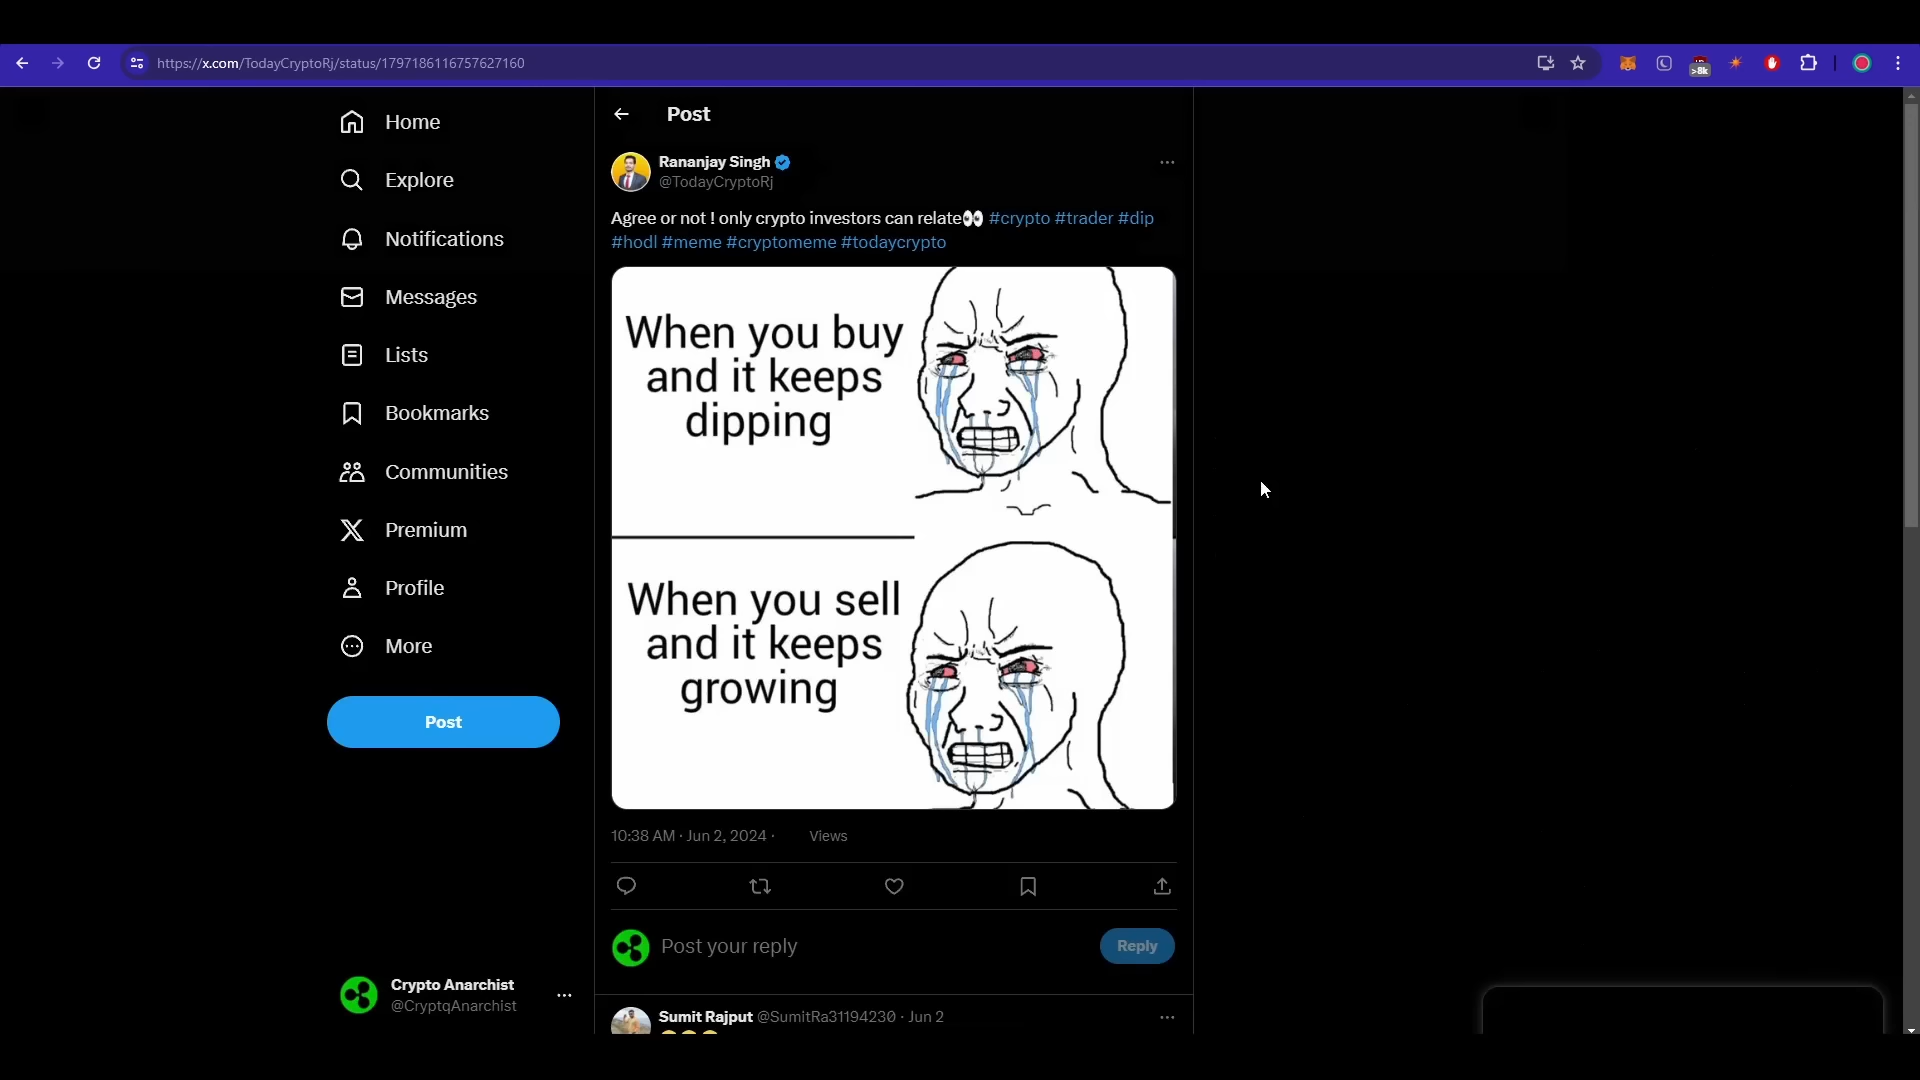 https://x.com/TodayCryptoRj/status/1797186116757627160
>8k
Home
Explore
Notifications
Messages
Lists
Bookmarks
Communities
Premium
Profile
More
Post
Crypto Anarchist
@CryptqAnarchist
Post
Rananjay Singh
@TodayCryptoRj
Agree or not ! only crypto investors can relate👀 #crypto #trader #dip
#hodl #meme #cryptomeme #todaycrypto
When you buy
and it keeps
dipping
When you sell
and it keeps
growing
10:38 AM · Jun 2, 2024 · Views
Post your reply
Reply
Sumit Rajput @SumitRa31194230 · Jun 2